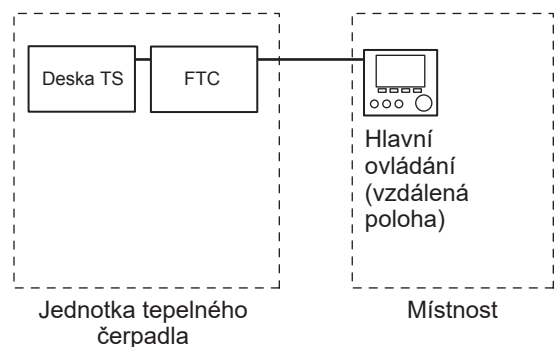 Deska TS
FTC
Hlavní
ovládání
(vzdálená
poloha)
Jednotka tepelného
čerpadla
Místnost